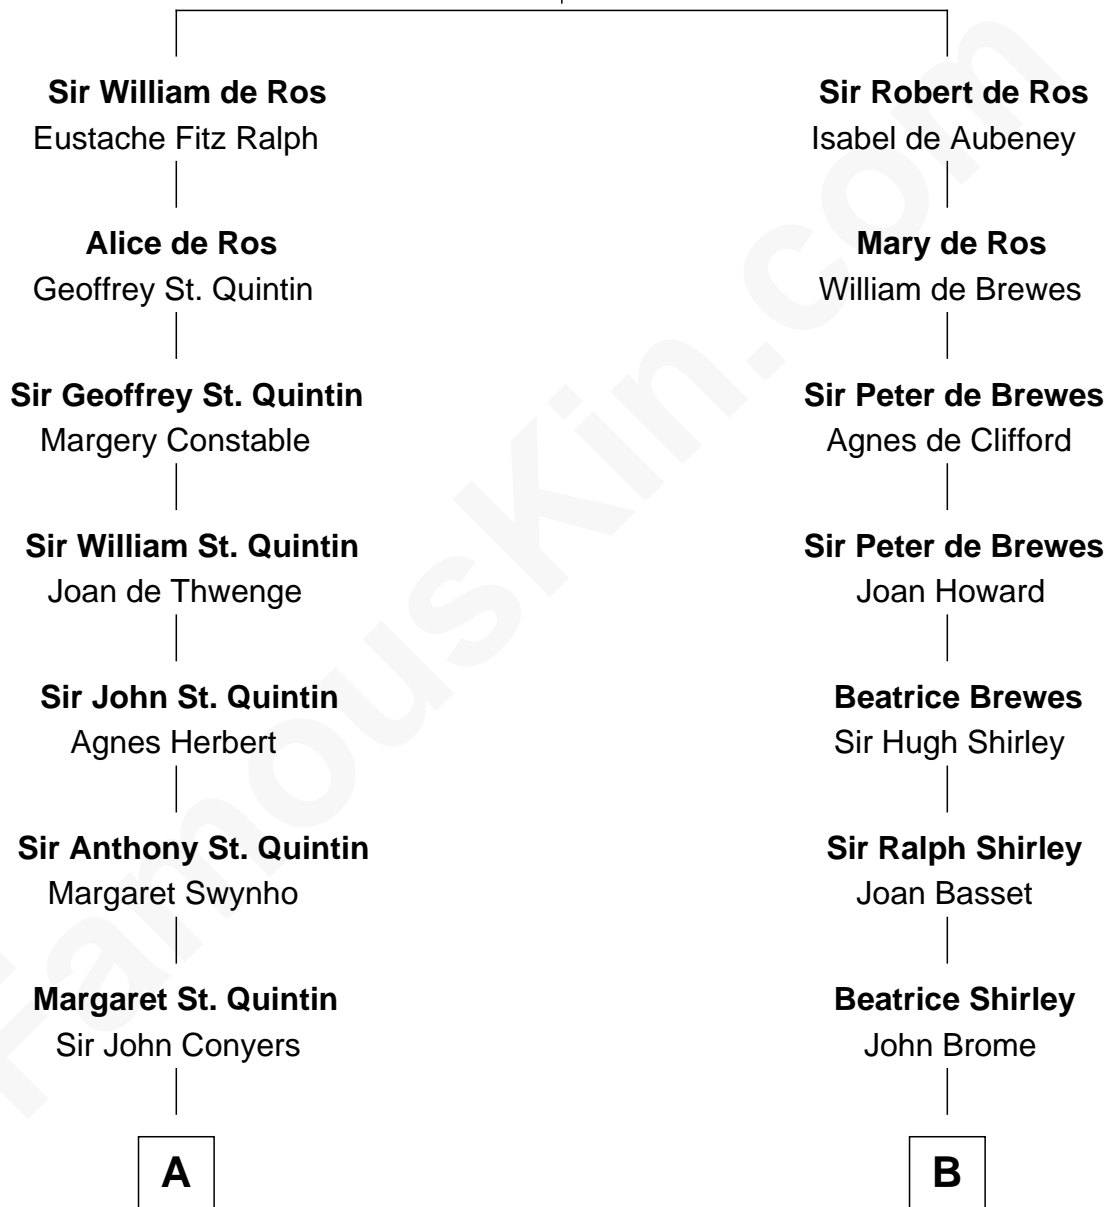 Sir William de Ros
Eustache Fitz Ralph
Alice de Ros
Geoffrey St. Quintin
Sir Geoffrey St. Quintin
Margery Constable
Sir William St. Quintin
Joan de Thwenge
Sir John St. Quintin
Agnes Herbert
Sir Anthony St. Quintin
Margaret Swynho
Margaret St. Quintin
Sir John Conyers
A
Sir Robert de Ros
Isabel de Aubeney
Mary de Ros
William de Brewes
Sir Peter de Brewes
Agnes de Clifford
Sir Peter de Brewes
Joan Howard
Beatrice Brewes
Sir Hugh Shirley
Sir Ralph Shirley
Joan Basset
Beatrice Shirley
John Brome
B
FamousKin.com